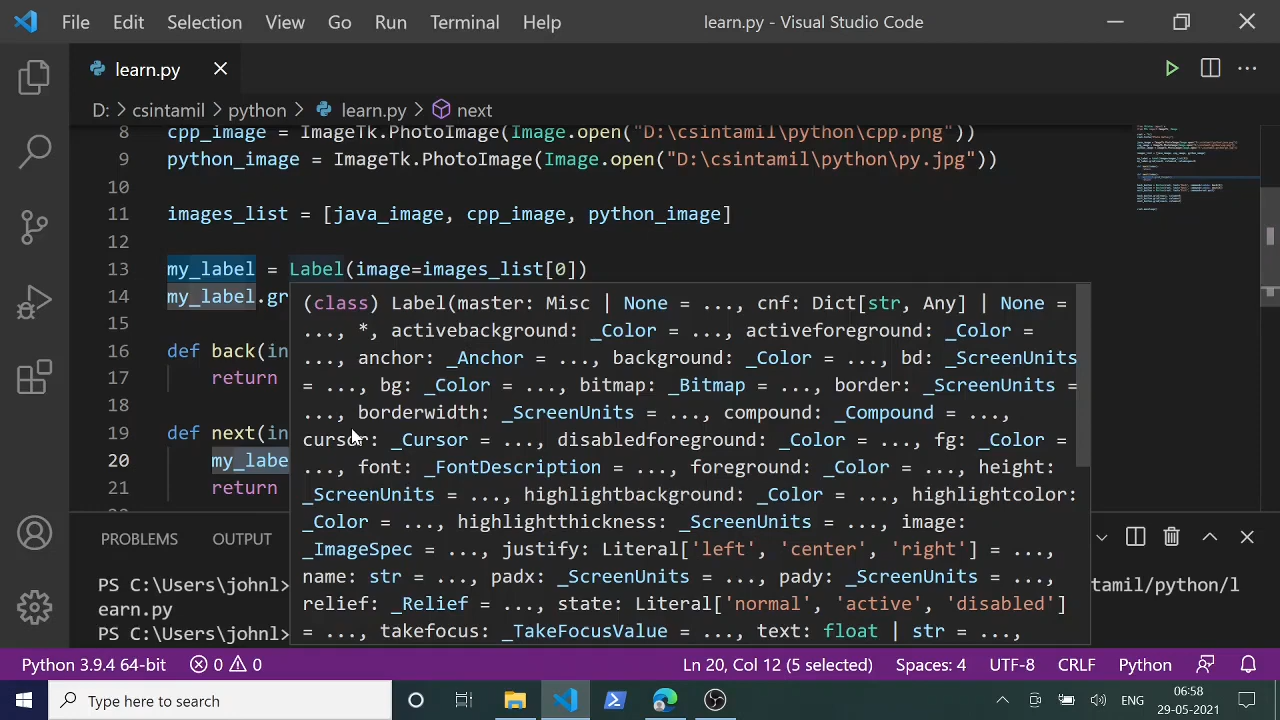 File Edit Selection View Go Run Terminal Help learn.py - Visual Studio Code
learn.py
D: > csintamil > python > learn.py > next
8 cpp_image = ImageTk.PhotoImage(Image.open("D:\csintamil\python\cpp.png"))
9 python_image = ImageTk.PhotoImage(Image.open("D:\csintamil\python\py.jpg"))
10
11 images_list = [java_image, cpp_image, python_image]
12
13 my_label = Label(image=images_list[0])
14 my_label.gr
15
16 def back(in
17 return
18
19 def next(in
20 my_labe
21 return
(class) Label(master: Misc | None = ..., cnf: Dict[str, Any] | None =
..., *, activebackground: _Color = ..., activeforeground: _Color =
..., anchor: _Anchor = ..., background: _Color = ..., bd: _ScreenUnits
= ..., bg: _Color = ..., bitmap: _Bitmap = ..., border: _ScreenUnits =
..., borderwidth: _ScreenUnits = ..., compound: _Compound = ...,
cursor: _Cursor = ..., disabledforeground: _Color = ..., fg: _Color =
..., font: _FontDescription = ..., foreground: _Color = ..., height:
_ScreenUnits = ..., highlightbackground: _Color = ..., highlightcolor:
_Color = ..., highlightthickness: _ScreenUnits = ..., image:
_ImageSpec = ..., justify: Literal['left', 'center', 'right'] = ...,
name: str = ..., padx: _ScreenUnits = ..., pady: _ScreenUnits = ...,
relief: _Relief = ..., state: Literal['normal', 'active', 'disabled']
= ..., takefocus: _TakeFocusValue = ..., text: float | str = ...,
PROBLEMS OUTPUT
PS C:\Users\johnl> tamil/python/l
earn.py
PS C:\Users\johnl>
Python 3.9.4 64-bit 0 0 Ln 20, Col 12 (5 selected) Spaces: 4 UTF-8 CRLF Python
Type here to search ENG 06:58
29-05-2021